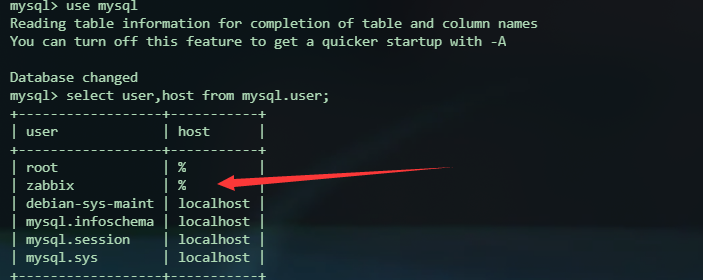 mysql> use mysql
Reading table information for completion of table and column names
You can turn off this feature to get a quicker startup with -A
Database changed
mysql> select user,host from mysql.user;
+------------------+-----------+
| user             | host      |
+------------------+-----------+
| root             | %         |
| zabbix           | %         |
| debian-sys-maint | localhost |
| mysql.infoschema | localhost |
| mysql.session    | localhost |
| mysql.sys        | localhost |
+------------------+-----------+